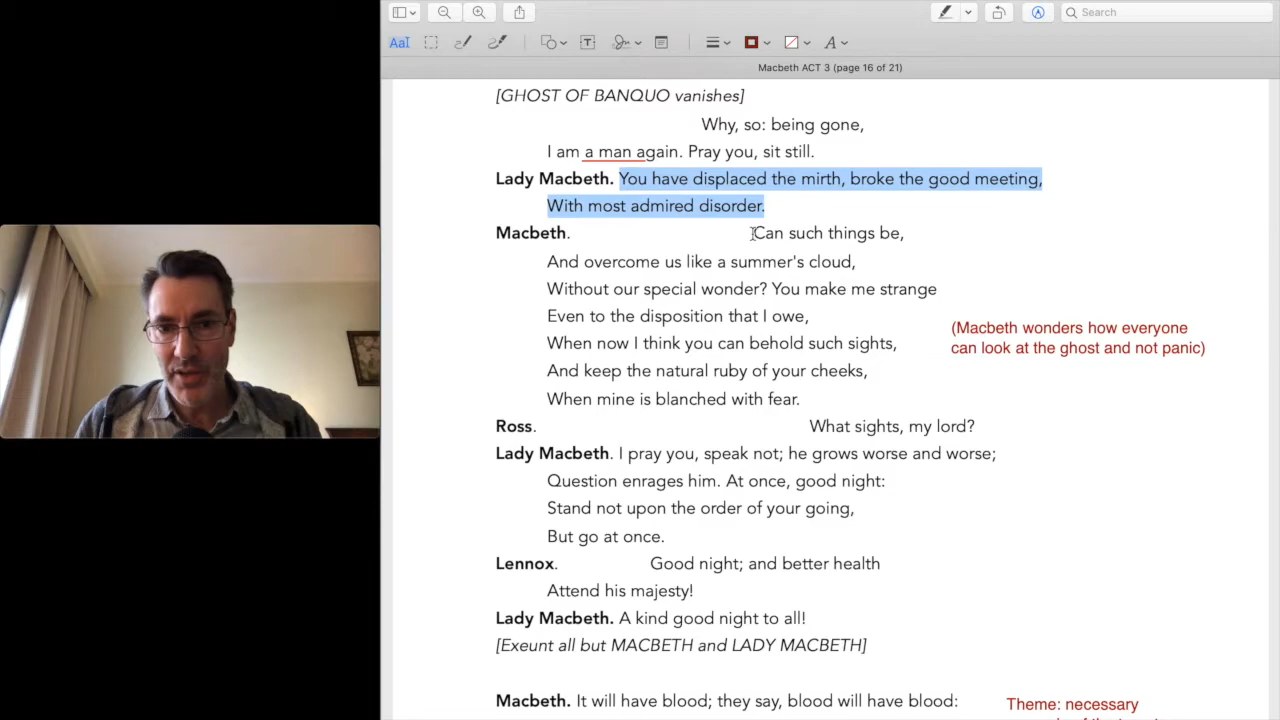 Search
AaI
T
A
Macbeth ACT 3 (page 16 of 21)
[GHOST OF BANQUO vanishes]
Why, so: being gone,
I am a man again. Pray you, sit still.
Lady Macbeth. You have displaced the mirth, broke the good meeting,
With most admired disorder.
Macbeth. Can such things be,
And overcome us like a summer's cloud,
Without our special wonder? You make me strange
Even to the disposition that I owe,
When now I think you can behold such sights,
And keep the natural ruby of your cheeks,
When mine is blanched with fear.
(Macbeth wonders how everyone
can look at the ghost and not panic)
Ross. What sights, my lord?
Lady Macbeth. I pray you, speak not; he grows worse and worse;
Question enrages him. At once, good night:
Stand not upon the order of your going,
But go at once.
Lennox. Good night; and better health
Attend his majesty!
Lady Macbeth. A kind good night to all!
[Exeunt all but MACBETH and LADY MACBETH]
Macbeth. It will have blood; they say, blood will have blood:
Theme: necessary